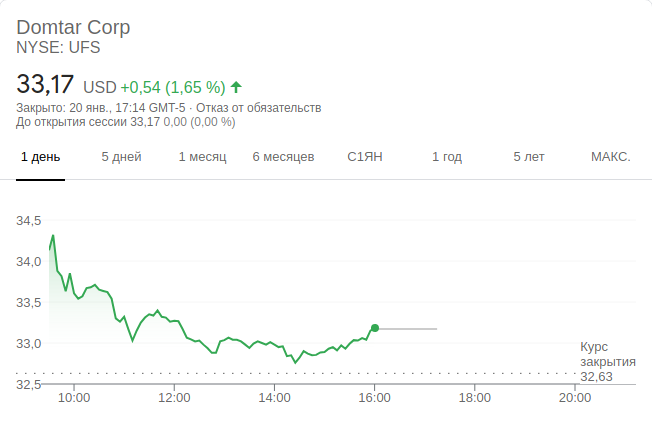 Domtar Corp
NYSE: UFS
33,17 USD +0,54 (1,65 %)
Закрыто: 20 янв., 17:14 GMT-5 · Отказ от обязательств
До открытия сессии 33,17 0,00 (0,00 %)
1 день 5 дней 1 месяц 6 месяцев С1ЯН 1 год 5 лет МАКС.
34,5
34,0
33,5
33,0
Курс
закрытия
32,63
32,5
10:00 12:00 14:00 16:00 18:00 20:00